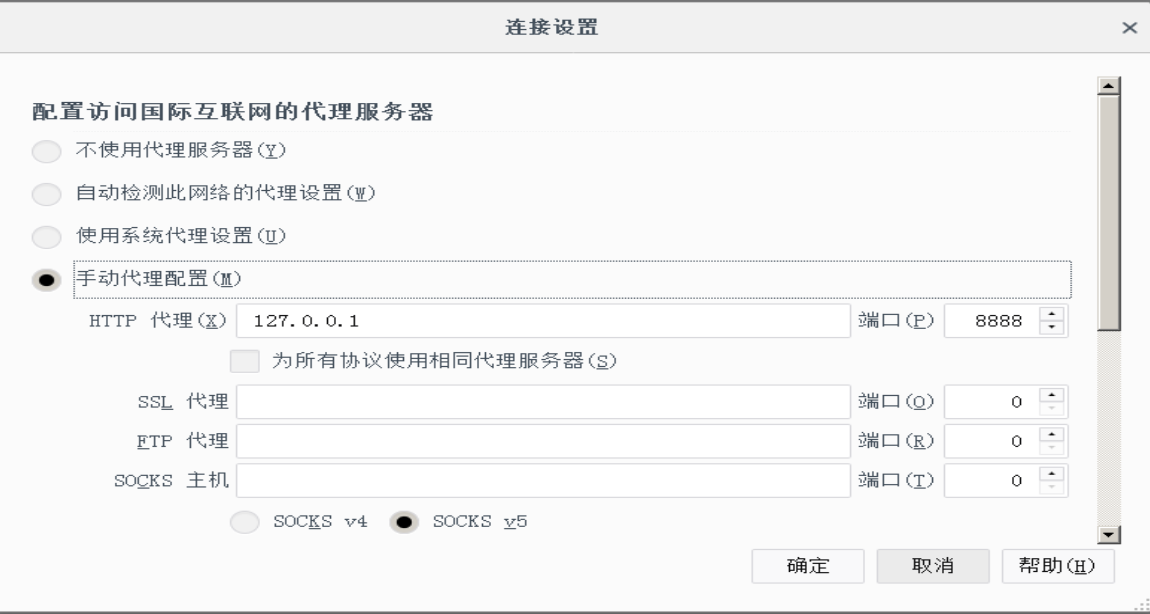 连接设置
配置访问国际互联网的代理服务器
不使用代理服务器(Y)
自动检测此网络的代理设置(W)
使用系统代理设置(U)
手动代理配置(M)
HTTP 代理(X) 127.0.0.1 端口(P) 8888
为所有协议使用相同代理服务器(S)
SSL 代理 端口(O) 0
FTP 代理 端口(R) 0
SOCKS 主机 端口(T) 0
SOCKS v4 SOCKS v5
确定 取消 帮助(H)